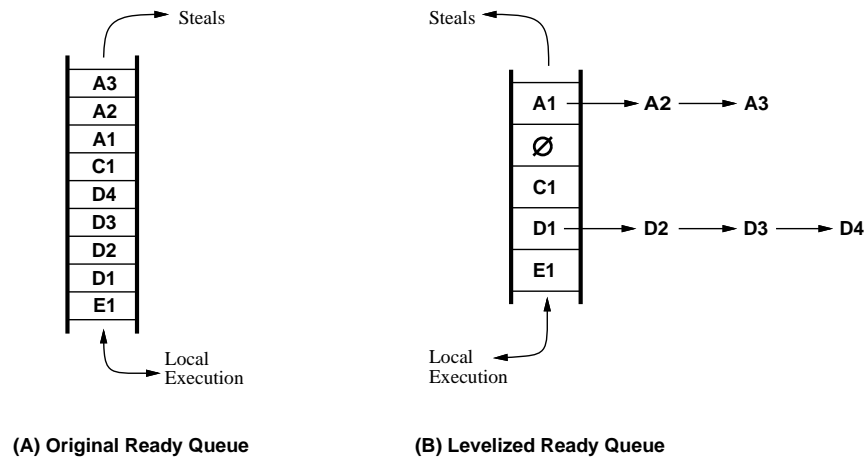 Steals
A3
A2
A1
C1
D4
D3
D2
D1
E1
Local
Execution
(A) Original Ready Queue
Steals
A1 A2 A3
Ø
C1
D1 D2 D3 D4
E1
Local
Execution
(B) Levelized Ready Queue